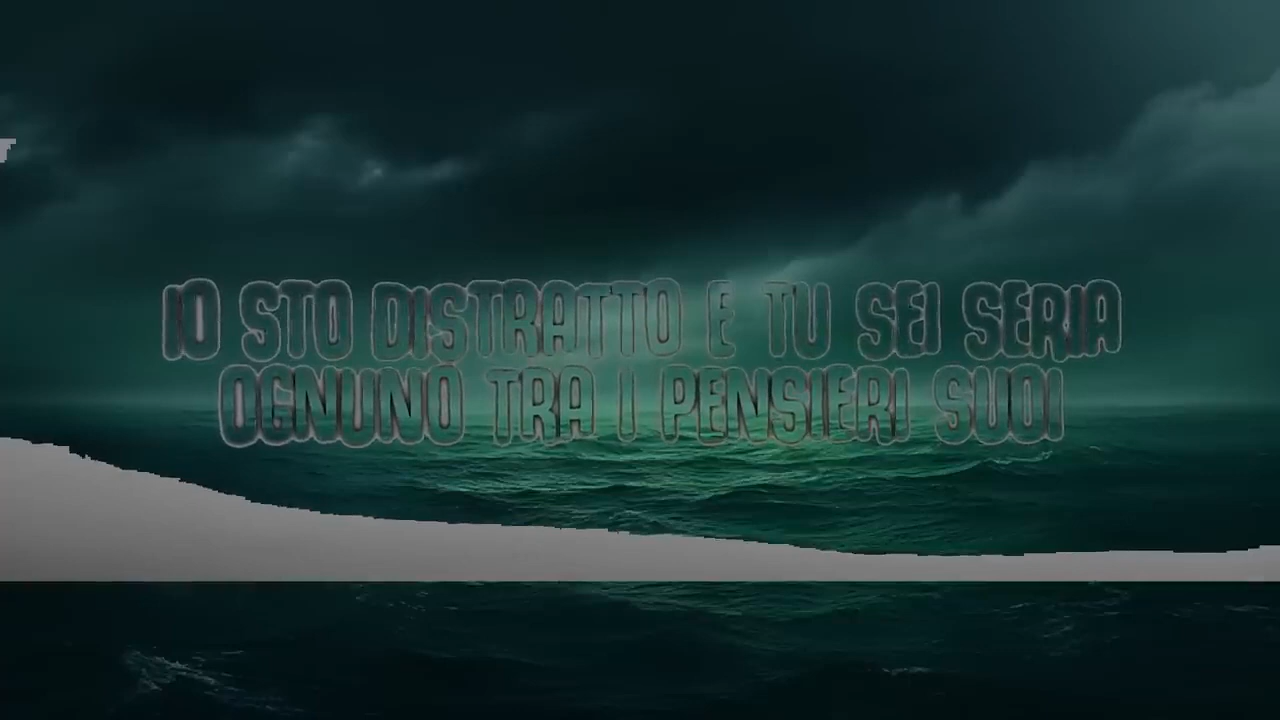 IO STO DISTRATTO E TU SEI SERIA
OGNUNO TRA I PENSIERI SUOI